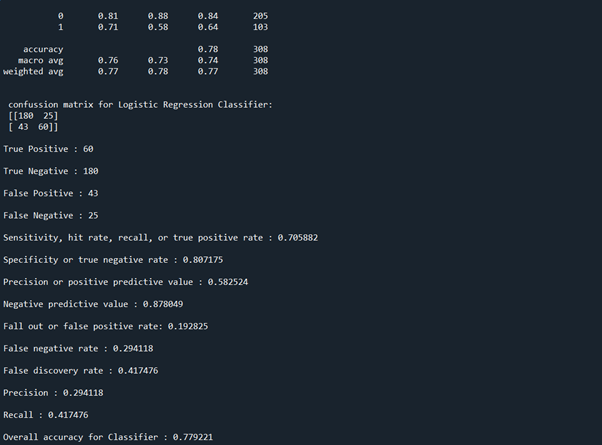 0 0.81 0.88 0.84 205
1 0.71 0.58 0.64 103
accuracy 0.78 308
macro avg 0.76 0.73 0.74 308
weighted avg 0.77 0.78 0.77 308
confussion matrix for Logistic Regression Classifier:
[[180 25]
[ 43 60]]
True Positive : 60
True Negative : 180
False Positive : 43
False Negative : 25
Sensitivity, hit rate, recall, or true positive rate : 0.705882
Specificity or true negative rate : 0.807175
Precision or positive predictive value : 0.582524
Negative predictive value : 0.878049
Fall out or false positive rate: 0.192825
False negative rate : 0.294118
False discovery rate : 0.417476
Precision : 0.294118
Recall : 0.417476
Overall accuracy for Classifier : 0.779221